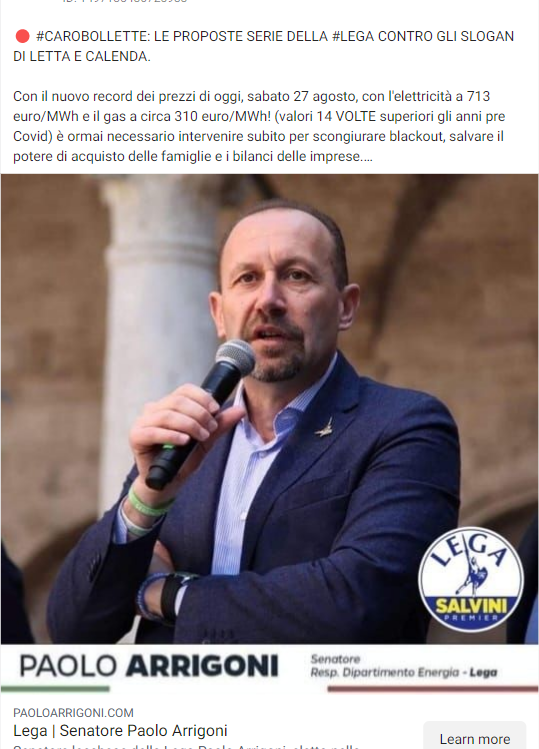 🔴 #CAROBOLLETTE: LE PROPOSTE SERIE DELLA #LEGA CONTRO GLI SLOGAN
DI LETTA E CALENDA.
Con il nuovo record dei prezzi di oggi, sabato 27 agosto, con l'elettricità a 713
euro/MWh e il gas a circa 310 euro/MWh! (valori 14 VOLTE superiori gli anni pre
Covid) è ormai necessario intervenire subito per scongiurare blackout, salvare il
potere di acquisto delle famiglie e i bilanci delle imprese....
LEGA
SALVINI
PREMIER
PAOLO ARRIGONI
Senatore
Resp. Dipartimento Energia - Lega
PAOLOARRIGONI.COM
Lega | Senatore Paolo Arrigoni
Learn more